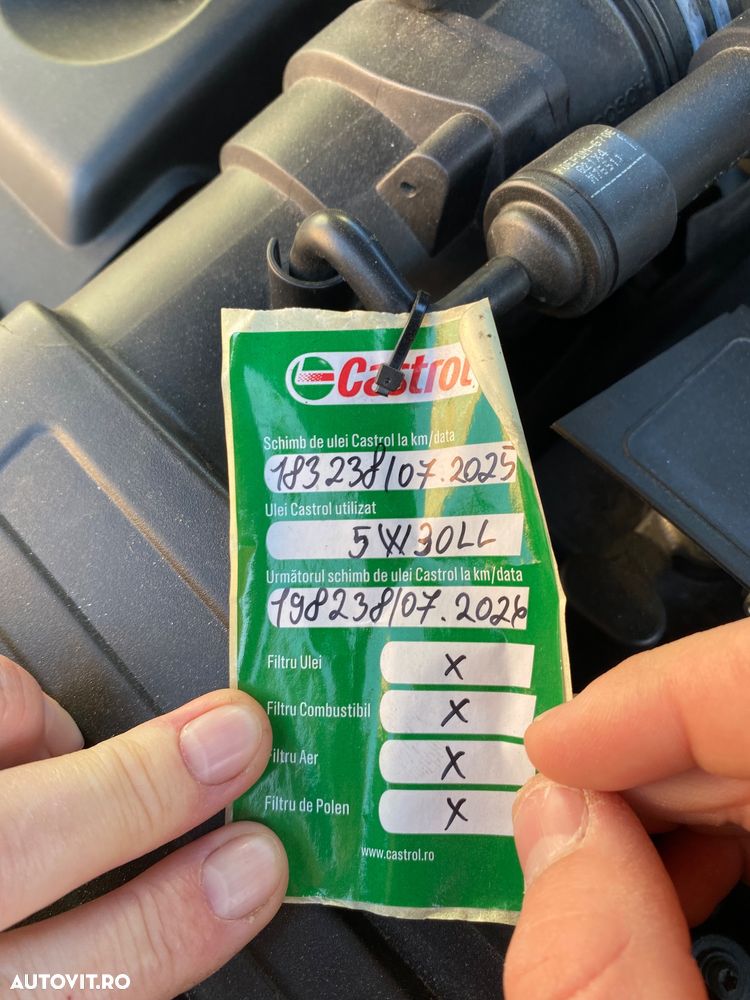 Castrol
Schimb de ulei Castrol la km/data
183238/07.2025
Ulei Castrol utilizat
5W30LL
Următorul schimb de ulei Castrol la km/data
198238/07.2026
Filtru Ulei X
Filtru Combustibil X
Filtru Aer X
Filtru de Polen X
www.castrol.ro
AUTOVIT.RO